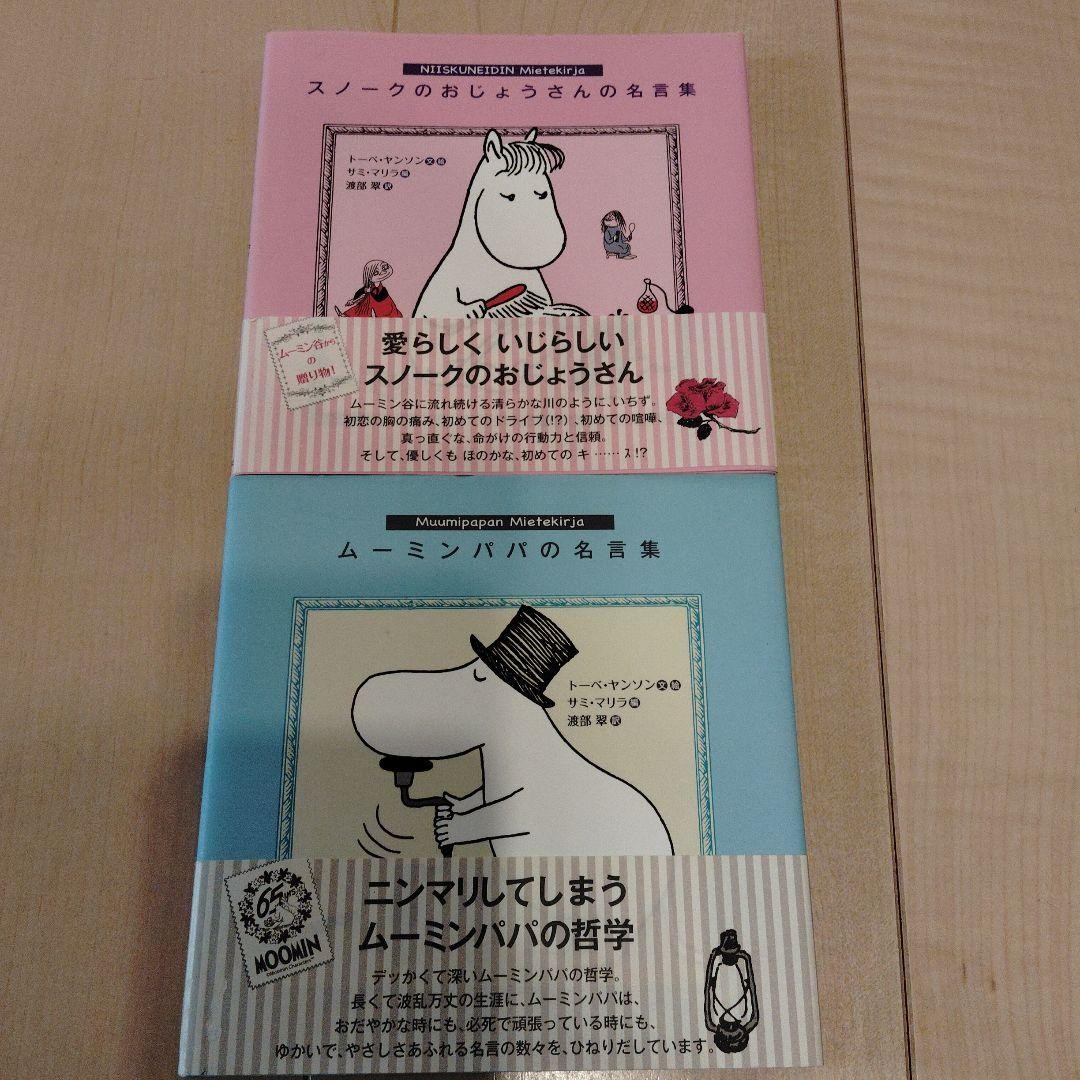 NIISKUNEIDIN Mietekirja
スノークのおじょうさんの名言集
トーベ・ヤンソン 文 絵
サミ・マリラ 編
渡部 翠 訳
ムーミン谷から
の
贈り物!
愛らしく いじらしい
スノークのおじょうさん
ムーミン谷に流れ続ける清らかな川のように、いちず。
初恋の胸の痛み、初めてのドライブ(!?)、初めての喧嘩、
真っ直ぐな、命がけの行動力と信頼。
そして、優しくも ほのかな、初めての キ……ス!?
Muumipapan Mietekirja
ムーミンパパの名言集
トーベ・ヤンソン 文 絵
サミ・マリラ 編
渡部 翠 訳
65
MOOMIN
©Moomin Characters™
ニンマリしてしまう
ムーミンパパの哲学
デッかくて深いムーミンパパの哲学。
長くて波乱万丈の生涯に、ムーミンパパは、
おだやかな時にも、必死で頑張っている時にも、
ゆかいで、やさしさあふれる名言の数々を、ひねりだしています。